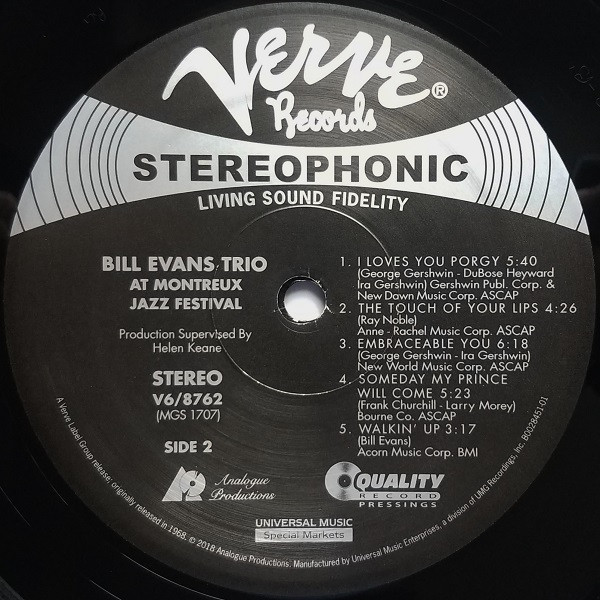 Verve®
Records
STEREOPHONIC
LIVING SOUND FIDELITY
BILL EVANS TRIO
AT MONTREUX
JAZZ FESTIVAL
Production Supervised By
Helen Keane
STEREO
V6/8762
(MGS 1707)
SIDE 2
1. I LOVES YOU PORGY 5:40
(George Gershwin - DuBose Heyward
Ira Gershwin) Gershwin Publ. Corp. &
New Dawn Music Corp. ASCAP
2. THE TOUCH OF YOUR LIPS 4:26
(Ray Noble)
Anne - Rachel Music Corp. ASCAP
3. EMBRACEABLE YOU 6:18
(George Gershwin - Ira Gershwin)
New World Music Corp. ASCAP
4. SOMEDAY MY PRINCE
WILL COME 5:23
(Frank Churchill - Larry Morey)
Bourne Co. ASCAP
5. WALKIN' UP 3:17
(Bill Evans)
Acorn Music Corp. BMI
AP
Analogue
Productions
QUALITY
RECORD
PRESSINGS
UNIVERSAL MUSIC
Special Markets
A Verve Label Group release; originally released in 1968. © 2018 Analogue Productions. Manufactured by Universal Music Enterprises, a division of UMG Recordings, Inc. B002845101